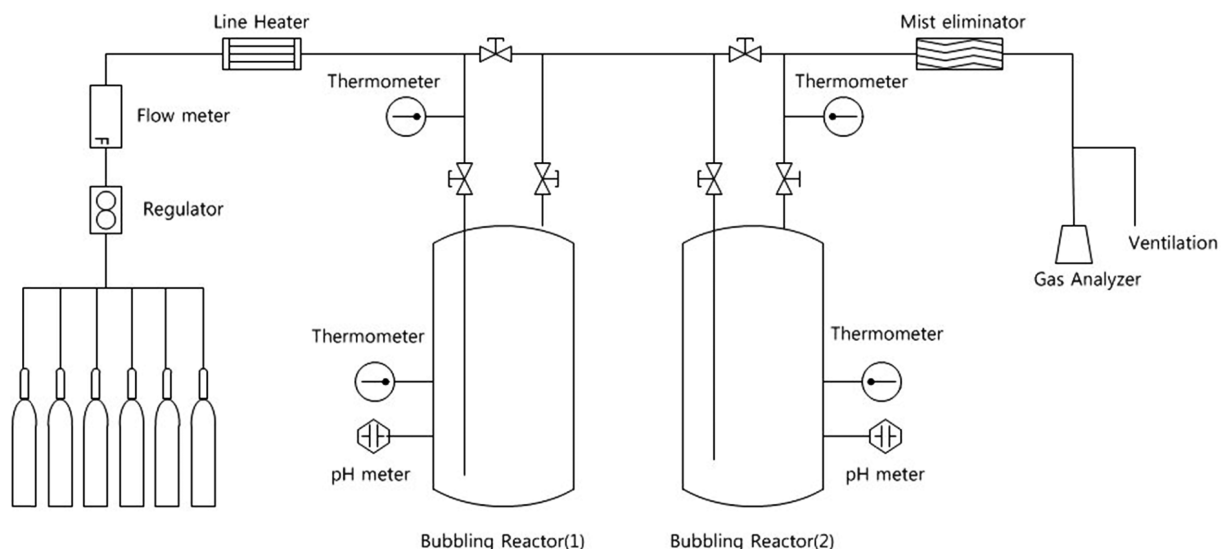 Line Heater
Mist eliminator
Thermometer
Thermometer
Flow meter
F
Regulator
Ventilation
Gas Analyzer
Thermometer
Thermometer
pH meter
pH meter
Bubbling Reactor(1)
Bubbling Reactor(2)